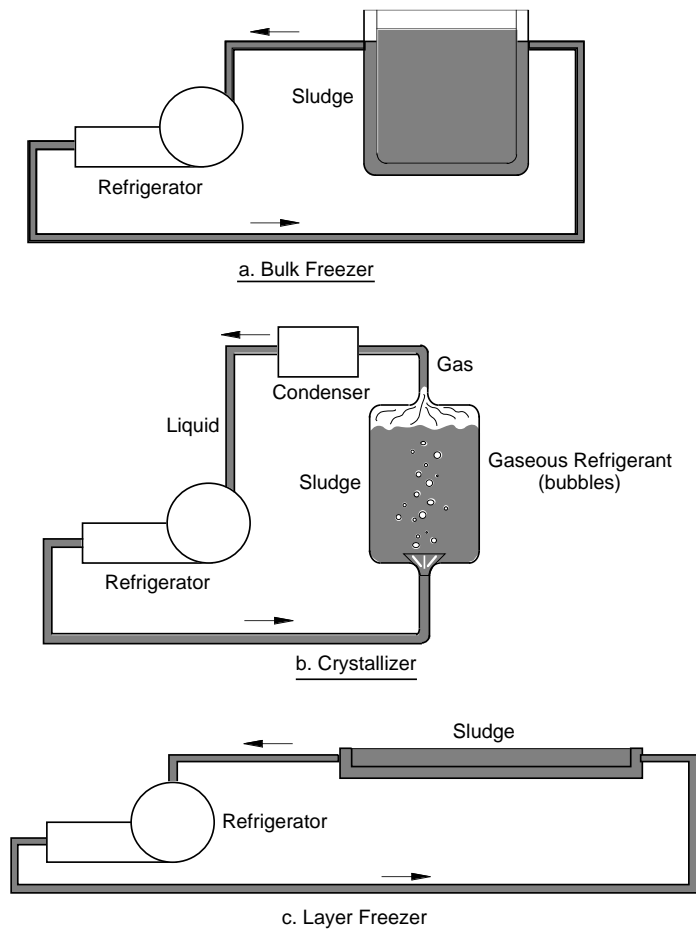 Sludge
Refrigerator
a. Bulk Freezer
Gas
Condenser
Liquid
Gaseous Refrigerant
(bubbles)
Sludge
Refrigerator
b. Crystallizer
Sludge
Refrigerator
c. Layer Freezer